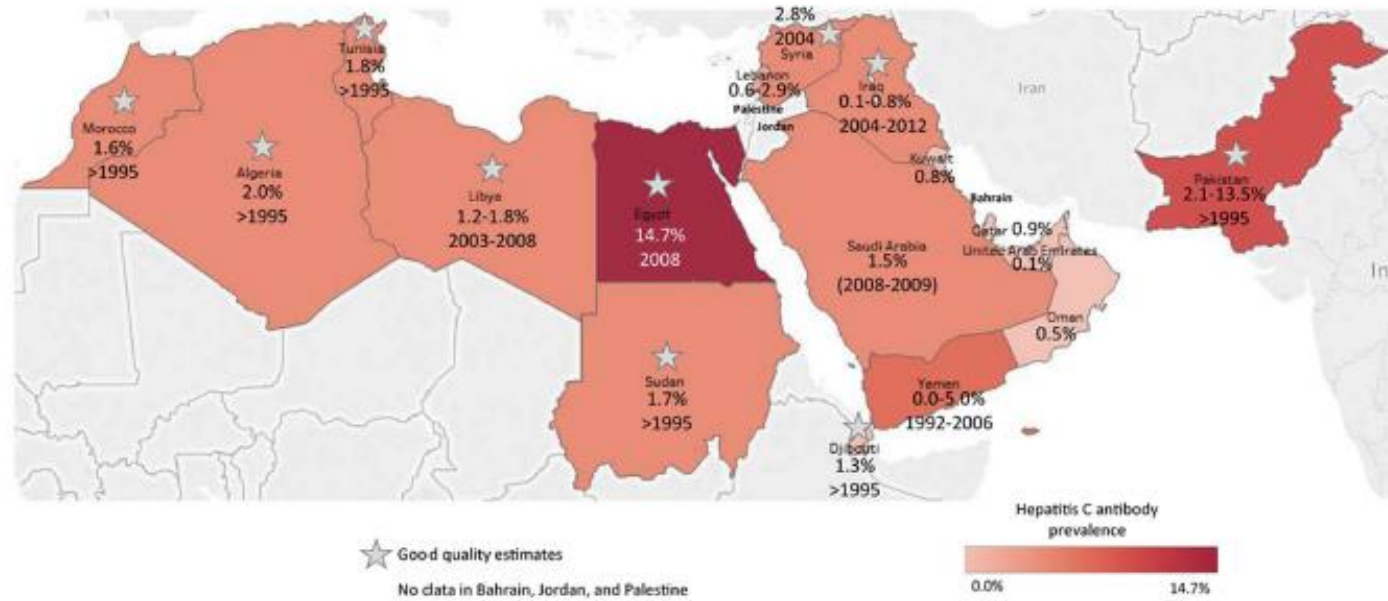 2.8%
2004
Syria
Tunisia
1.8%
>1995
Lebanon
0.6-2.9%
Iraq
0.1-0.8%
2004-2012
Iran
Palestine
Jordan
Morocco
1.6%
>1995
Algeria
2.0%
>1995
Libya
1.2-1.8%
2003-2008
Egypt
14.7%
2008
Kuwait
0.8%
Bahrain
Pakistan
2.1-13.5%
>1995
Qatar 0.9%
United Arab Emirates
0.1%
Saudi Arabia
1.5%
(2008-2009)
In
Oman
0.5%
Sudan
1.7%
>1995
Yemen
0.0-5.0%
1992-2006
Djibouti
1.3%
>1995
Hepatitis C antibody
prevalence
0.0%
14.7%
Good quality estimates
No data in Bahrain, Jordan, and Palestine